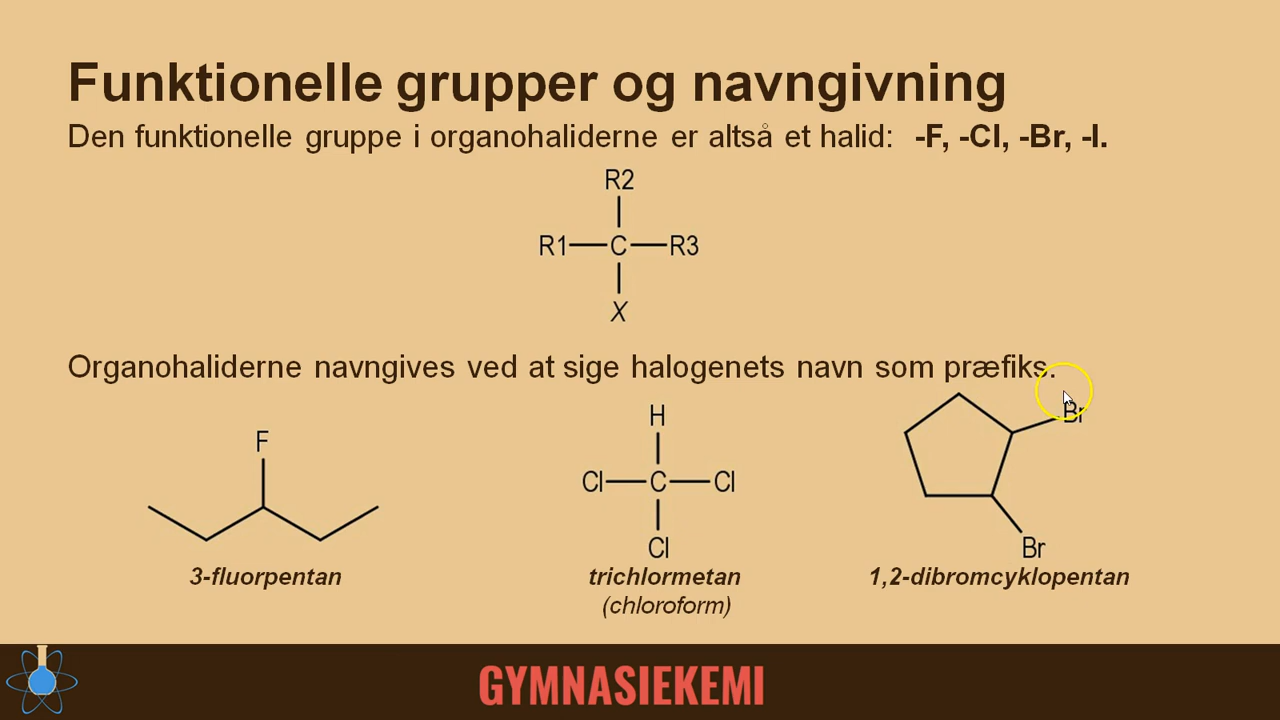 Funktionelle grupper og navngivning
Den funktionelle gruppe i organohaliderne er altså et halid: -F, -Cl, -Br, -I.
R2
R1 C R3
X
Organohaliderne navngives ved at sige halogenets navn som præfiks.
F
3-fluorpentan
H
Cl C Cl
Cl
trichlormetan
(chloroform)
Br
Br
1,2-dibromcyklopentan
GYMNASIEKEMI